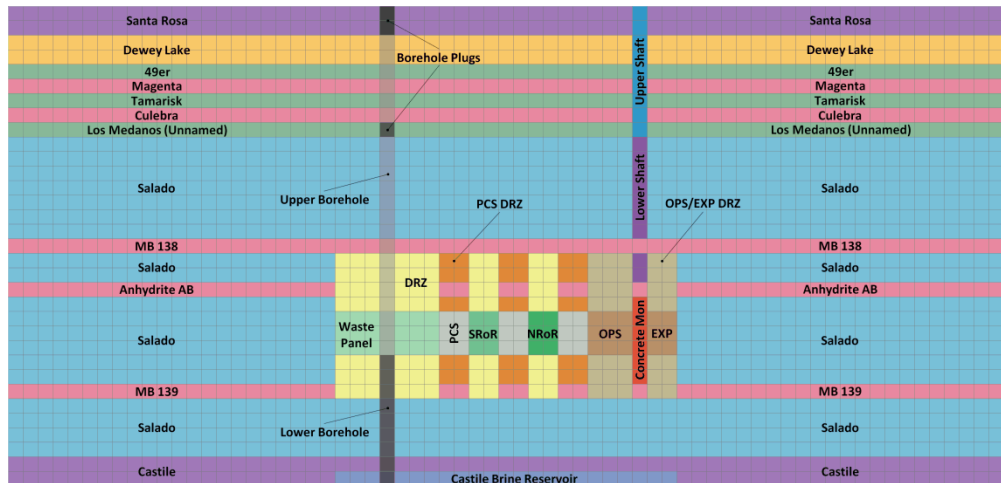 Santa Rosa
Santa Rosa
Dewey Lake
Borehole Plugs
Upper Shaft
Dewey Lake
49er
49er
Magenta
Magenta
Tamarisk
Tamarisk
Culebra
Culebra
Los Medanos (Unnamed)
Los Medanos (Unnamed)
Salado
Upper Borehole
PCS DRZ
Lower Shaft
OPS/EXP DRZ
Salado
MB 138
MB 138
Salado
Salado
DRZ
Anhydrite AB
Anhydrite AB
Salado
Waste
Panel
PCS
SRoR
NRoR
OPS
Concrete Mon
EXP
Salado
MB 139
MB 139
Salado
Lower Borehole
Salado
Castile
Castile Brine Reservoir
Castile